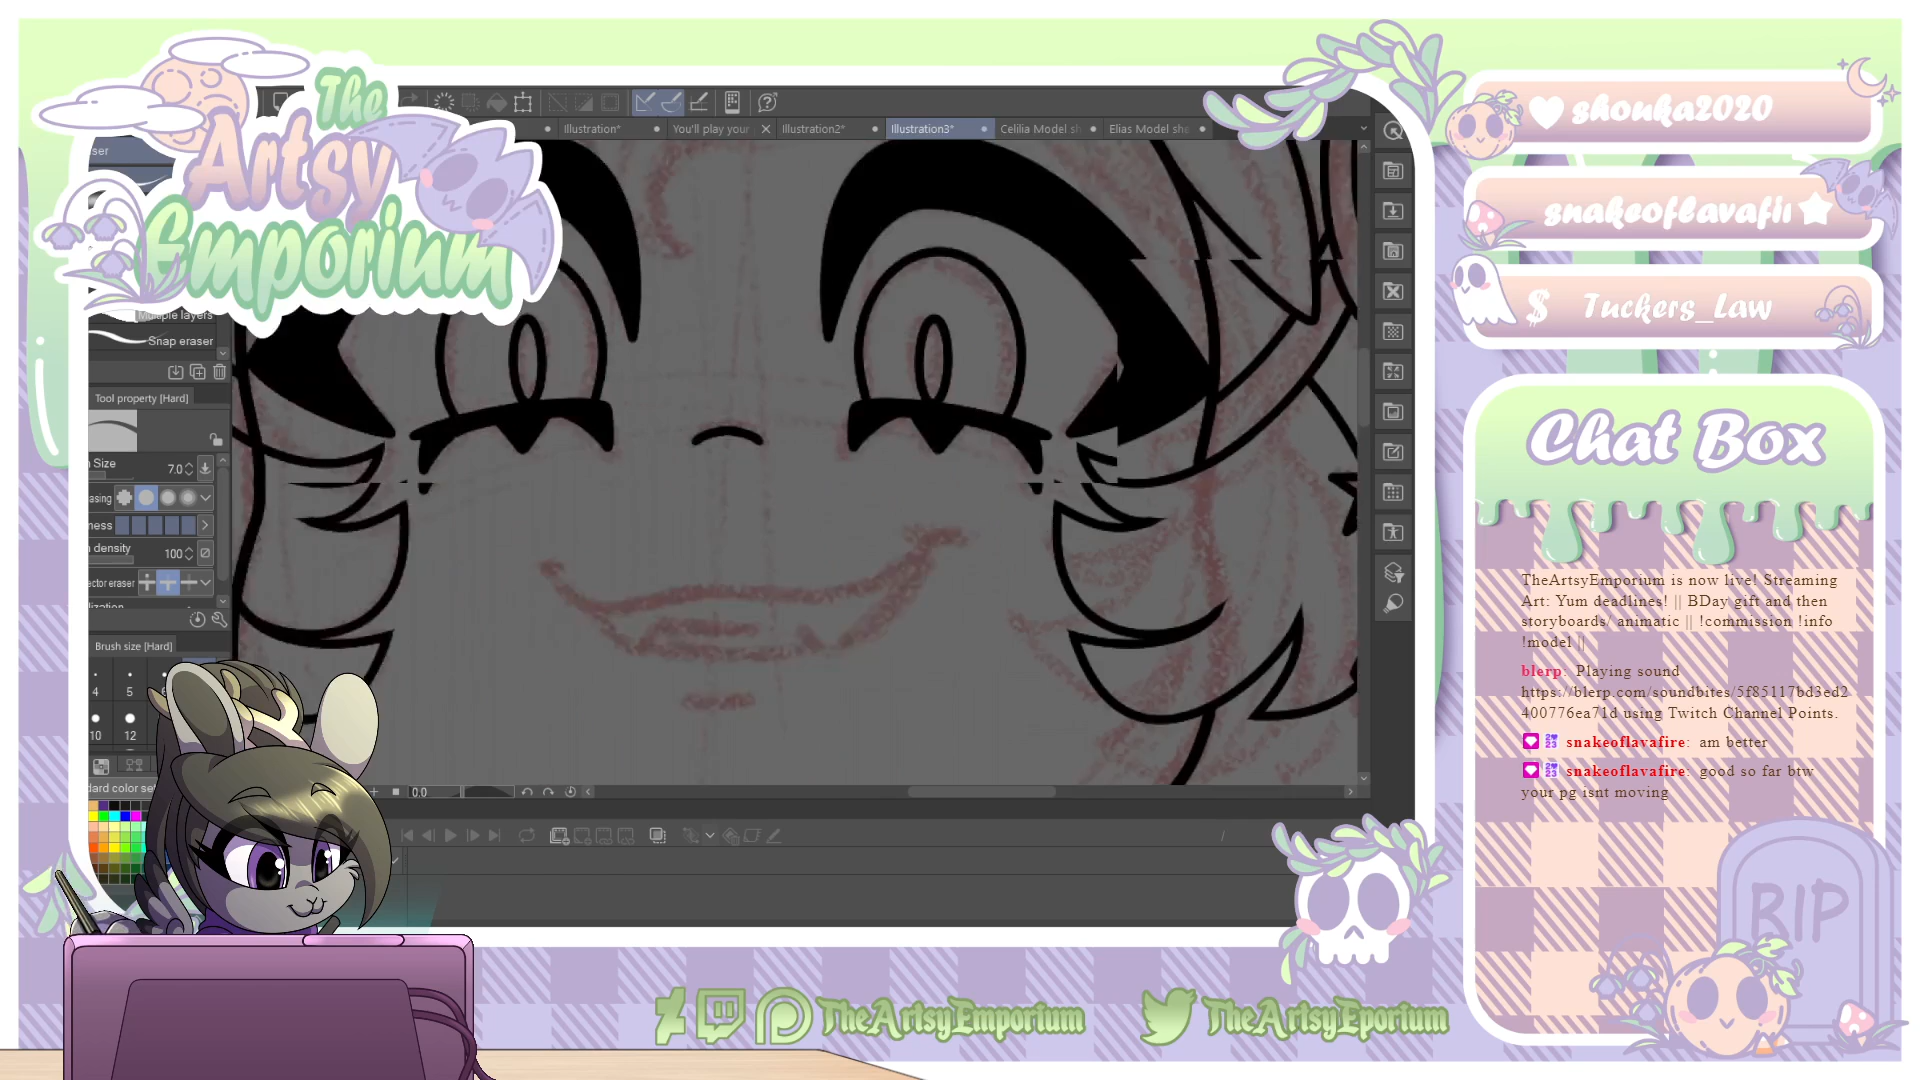 The
Artsy
Emporium
Illustration*
You'll play your
Illustration2*
Illustration3*
Celilia Model sh
Elias Model she
Multiple layers
Snap eraser
Tool property [Hard]
Size
7.0
density
100
ector eraser
Brush size [Hard]
4
5
10
12
0.0
shouka2020
snakeoflavafir
$ Tuckers_Law
Chat Box
TheArtsyEmporium is now live! Streaming
Art: Yum deadlines! || BDay gift and then
storyboards/ animatic || !commission !info
!model ||
blerp: Playing sound
https://blerp.com/soundbites/5f85117bd3ed2
400776ea71d using Twitch Channel Points.
snakeoflavafire: am better
snakeoflavafire: good so far btw
your pg isnt moving
RIP
TheArtsyEmporium
TheArtsyEporium